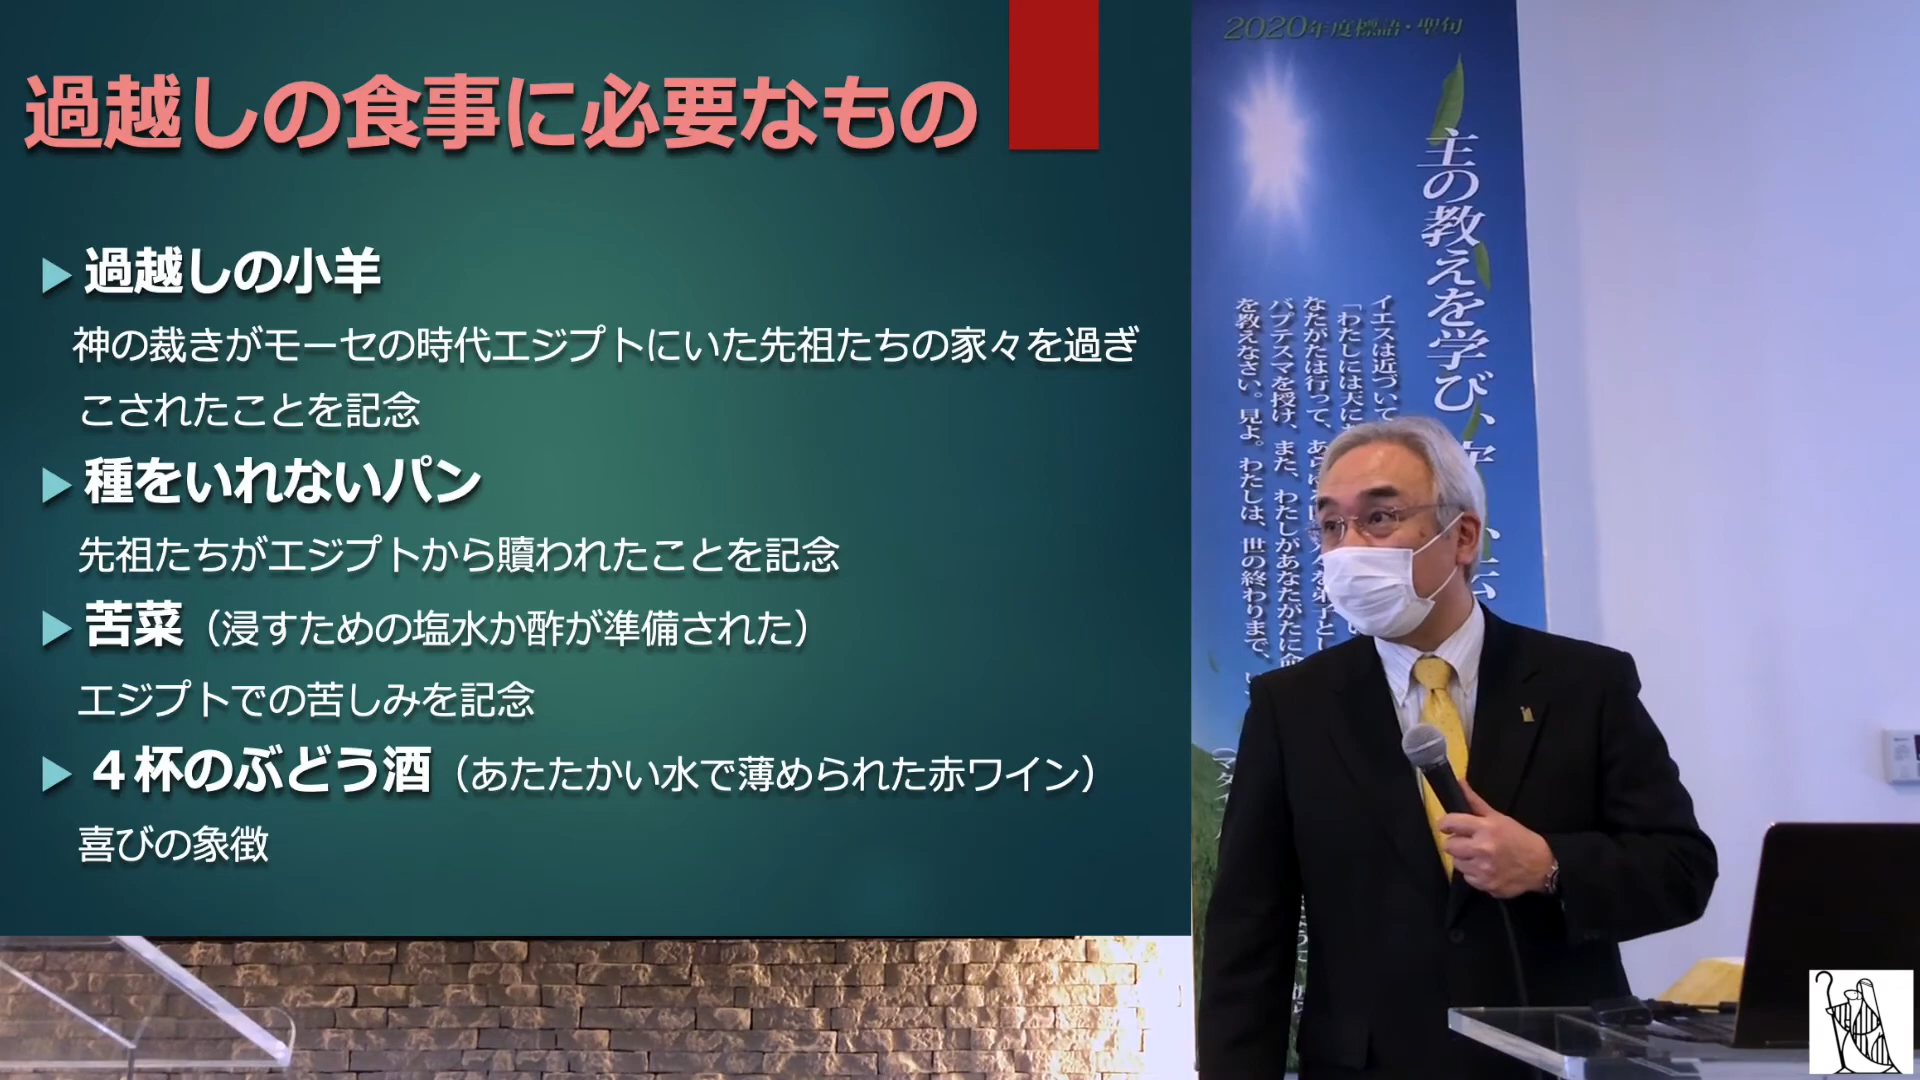 過越しの食事に必要なもの
過越しの小羊
神の裁きがモーセの時代エジプトにいた先祖たちの家々を過ぎ
こされたことを記念
種をいれないパン
先祖たちがエジプトから贖われたことを記念
苦菜（浸すための塩水か酢が準備された）
エジプトでの苦しみを記念
４杯のぶどう酒（あたたかい水で薄められた赤ワイン）
喜びの象徴
2020年度標語・聖句
主の教えを学び、
イエスは近づいて
「わたしには天に
なたがたは行って、あらゆる
弟子とし
バプテスマを授け、また、わたしがあなたがたに命
を教えなさい。見よ。わたしは、世の終わりまで、い